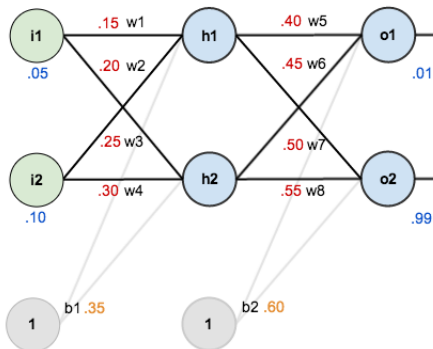 .15 w1
.40 w5
i1
h1
o1
.20 w2
.45 w6
.05
.01
.25 w3
.50 w7
i2
.30 w4
h2
.55 w8
o2
.10
.99
b1 .35
b2 .60
1
1